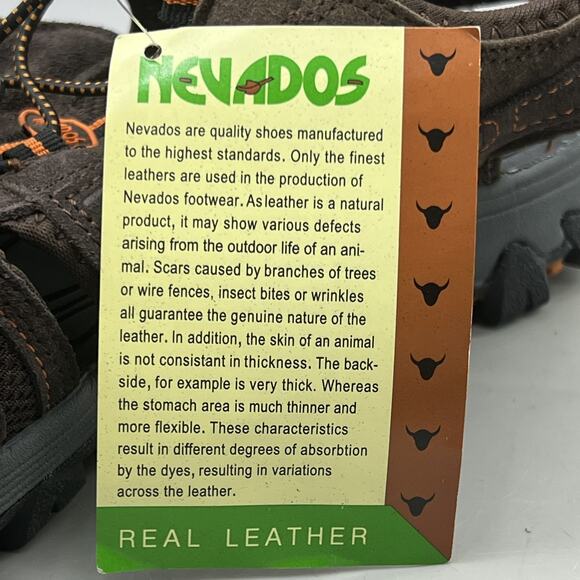 NEVADOS
Nevados are quality shoes manufactured
to the highest standards. Only the finest
leathers are used in the production of
Nevados footwear. As leather is a natural
product, it may show various defects
arising from the outdoor life of an ani-
mal. Scars caused by branches of trees
or wire fences, insect bites or wrinkles
all guarantee the genuine nature of the
leather. In addition, the skin of an animal
is not consistant in thickness. The back-
side, for example is very thick. Whereas
the stomach area is much thinner and
more flexible. These characteristics
result in different degrees of absorbtion
by the dyes, resulting in variations
across the leather.
REAL LEATHER